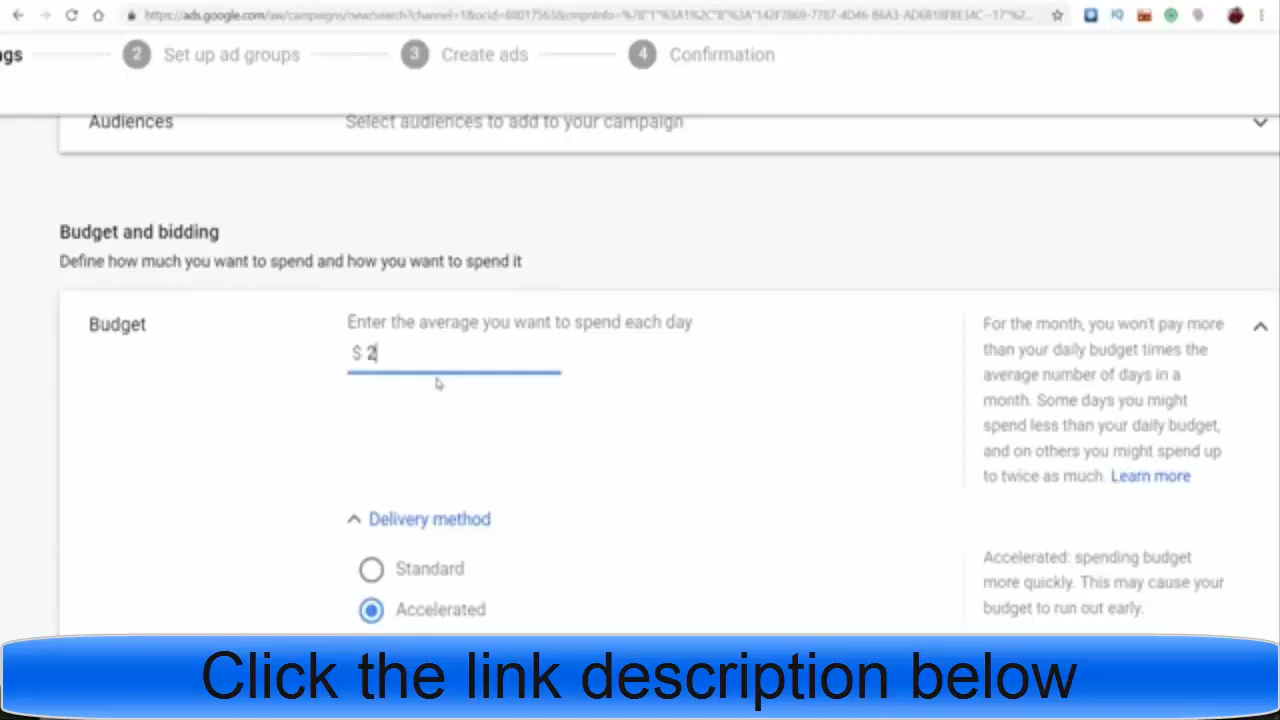 ngs
2 Set up ad groups
3 Create ads
4 Confirmation
Audiences
Select audiences to add to your campaign
Budget and bidding
Define how much you want to spend and how you want to spend it
Budget
Enter the average you want to spend each day
$ 2
For the month, you won't pay more
than your daily budget times the
average number of days in a
month. Some days you might
spend less than your daily budget,
and on others you might spend up
to twice as much. Learn more
Delivery method
Standard
Accelerated
Accelerated: spending budget
more quickly. This may cause your
budget to run out early.
Click the link description below